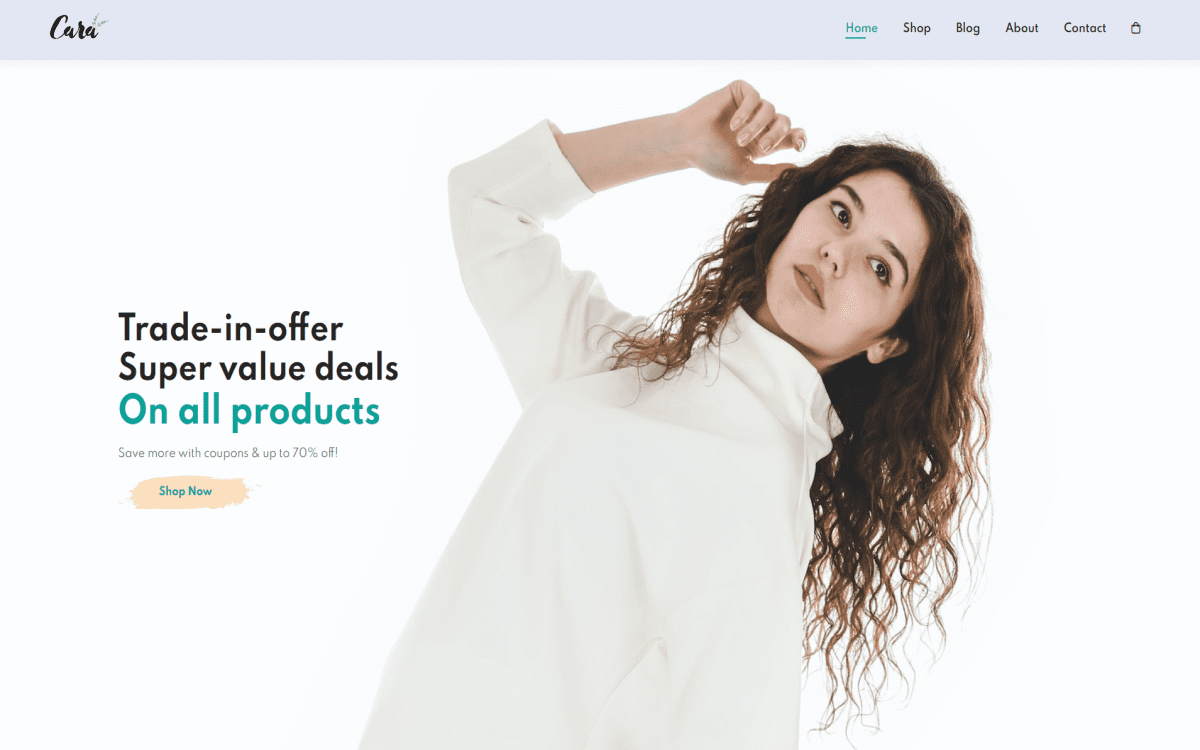 Cara
Home Shop Blog About Contact
Trade-in-offer
Super value deals
On all products
Save more with coupons & up to 70% off!
Shop Now